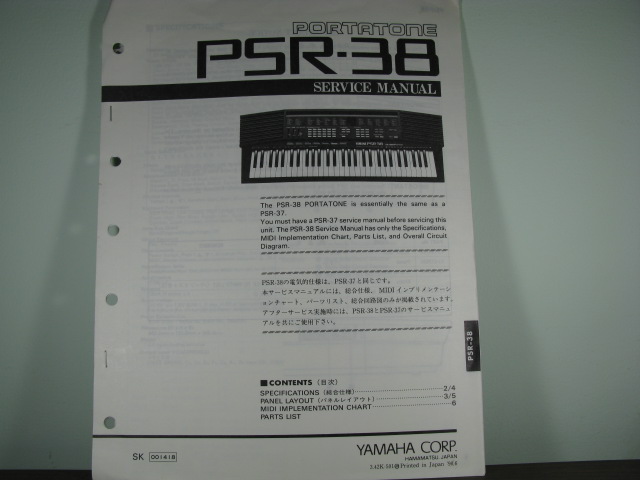 PORTATONE
PSR-38
SERVICE MANUAL
The PSR-38 PORTATONE is essentially the same as a
PSR-37.
You must have a PSR-37 service manual before servicing this
unit. The PSR-38 Service Manual has only the Specifications,
MIDI Implementation Chart, Parts List, and Overall Circuit
Diagram.
PSR-38の電気的仕様は、PSR-37と同じです。
本サービスマニュアルには、総合仕様、MIDIインプリメンテーシ
ョンチャート、パーツリスト、総合回路図のみが掲載されています。
アフターサービス実施時には、PSR-38とPSR-37のサービスマニュ
アルを共にご使用下さい。
PSR-38
■CONTENTS（目次）
SPECIFICATIONS（総合仕様）2/4
PANEL LAYOUT（パネルレイアウト）3/5
MIDI IMPLEMENTATION CHART 6
PARTS LIST
SK 001418
YAMAHA CORP.
HAMAMATSU JAPAN
Printed in Japan